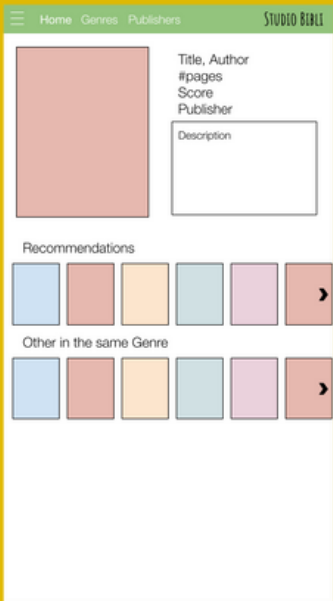 Home Genres Publishers STUDIO BIBLI
Title, Author
#pages
Score
Publisher
Description
Recommendations
Other in the same Genre